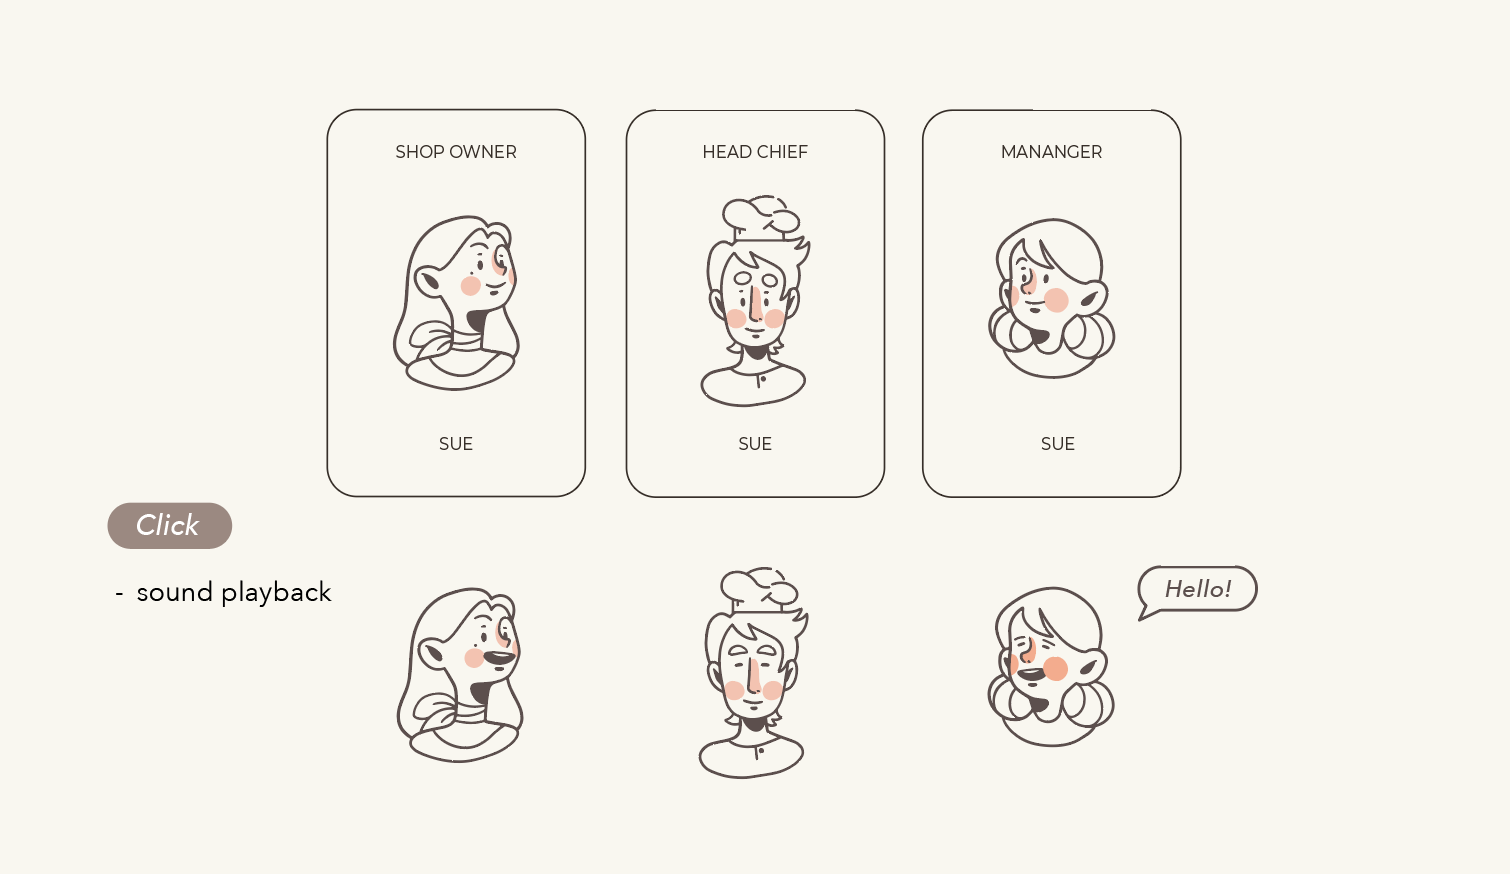 SHOP OWNER
HEAD CHIEF
MANANGER
SUE
SUE
SUE
Click
- sound playback
Hello!